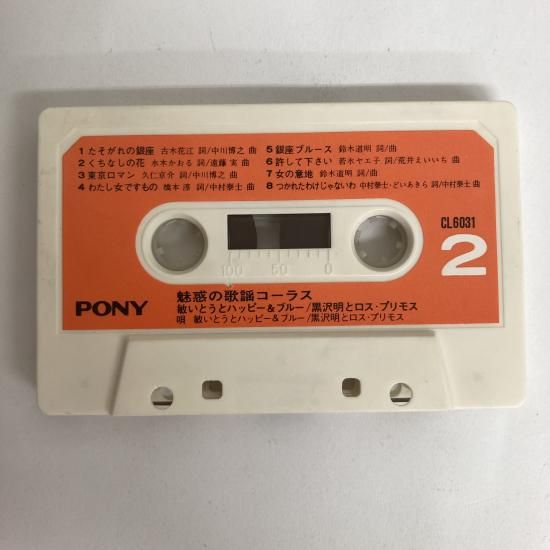 1 たそがれの銀座 古木花江 詞/中川博之 曲
2 くちなしの花 水木かおる 詞/遠藤 実 曲
3 東京ロマン 久仁京介 詞/中川博之 曲
4 わたし女ですもの 橋本 淳 詞/中村泰士 曲
5 銀座ブルース 鈴木道明 詞/曲
6 許して下さい 若水ヤエ子 詞/荒井えいいち 曲
7 女の意地 鈴木道明 詞/曲
8 つかれたわけじゃないわ 中村泰士・どいあきら 詞/中村泰士 曲
CL6031
2
100 50 0
PONY
魅惑の歌謡コーラス
敏いとうとハッピー&ブルー/黒沢明とロス・プリモス
唄 敏いとうとハッピー&ブルー/黒沢明とロス・プリモス